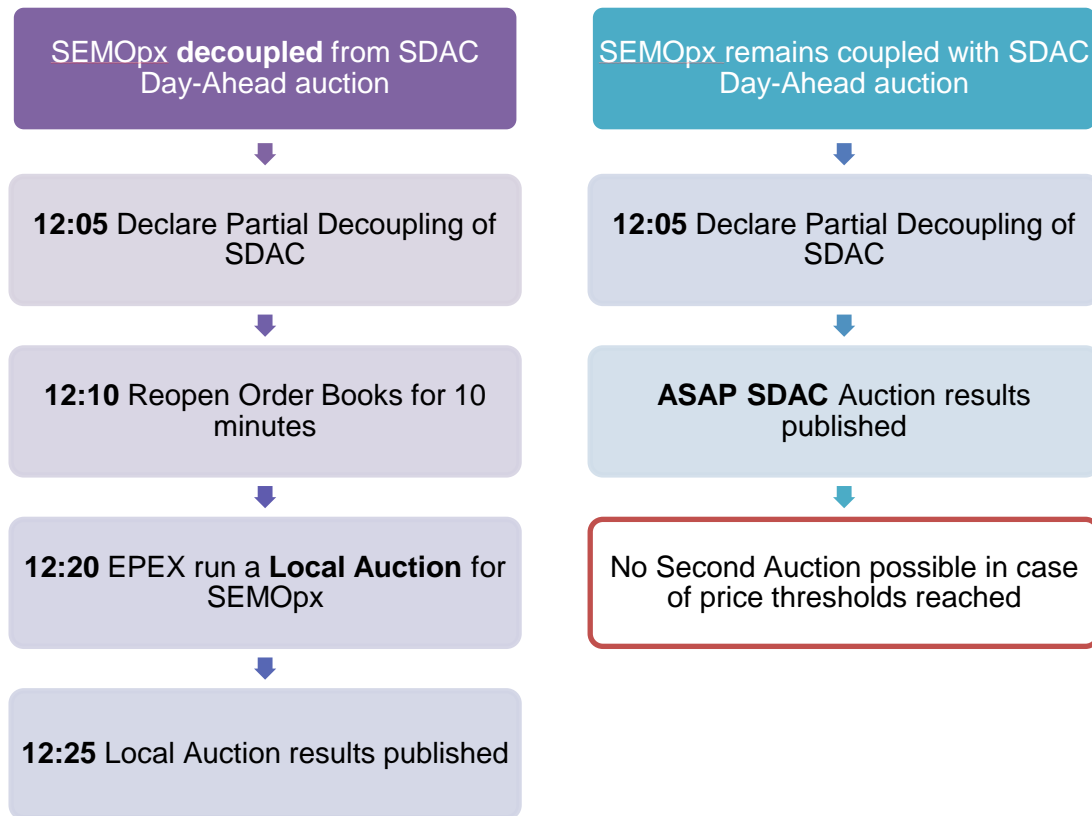 SEMOpx decoupled from SDAC
Day-Ahead auction
12:05 Declare Partial Decoupling of
SDAC
12:10 Reopen Order Books for 10
minutes
12:20 EPEX run a Local Auction for
SEMOpx
12:25 Local Auction results published
SEMOpx remains coupled with SDAC
Day-Ahead auction
12:05 Declare Partial Decoupling of
SDAC
ASAP SDAC Auction results
published
No Second Auction possible in case
of price thresholds reached